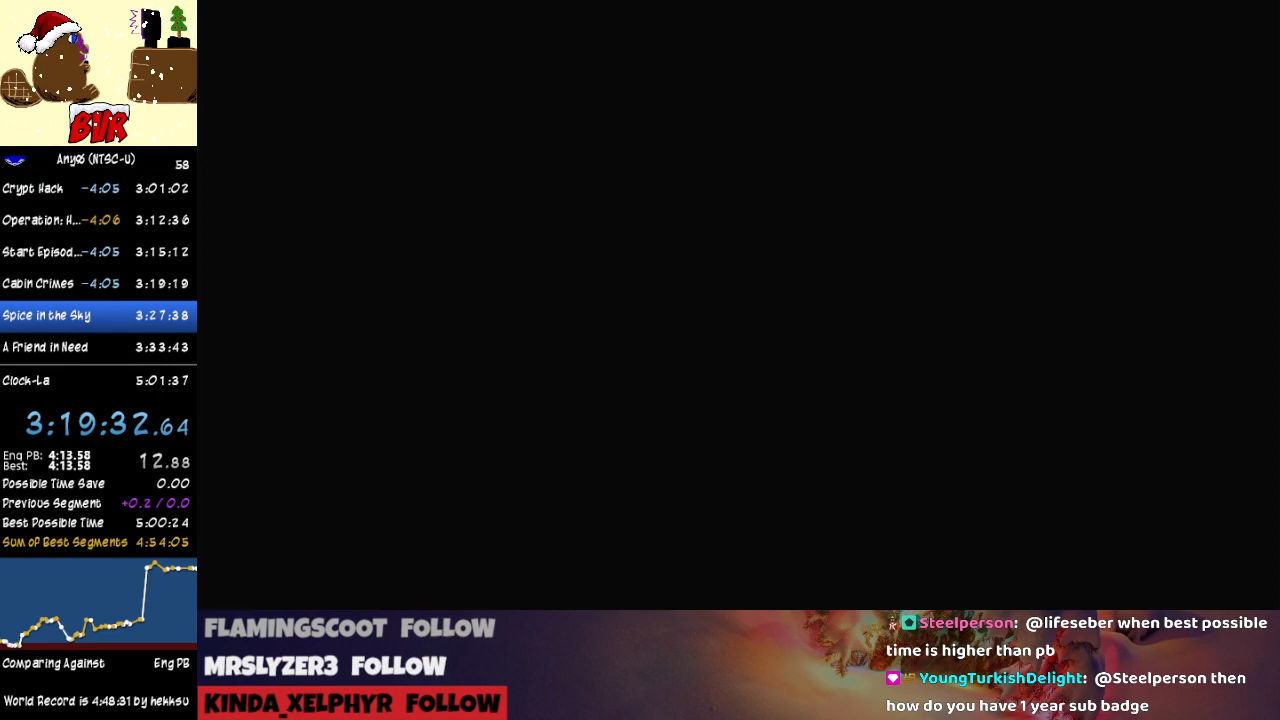 BVR
Any% (NTSC-U)
58
Crypt Hack -4:05 3:01:02
Operation: H...-4:06 3:12:36
Start Episod...-4:05 3:15:12
Cabin Crimes -4:05 3:19:19
Spice in the Sky 3:27:38
A Friend in Need 3:33:43
Clock-La 5:01:37
3:19:32.64
Eng PB: 4:13.58
Best: 4:13.58
12.88
Possible Time Save 0.00
Previous Segment +0.2 / 0.0
Best Possible Time 5:00:24
Sum of Best Segments 4:54:05
Comparing Against Eng PB
World Record is 4:48:31 by hekksu
FLAMINGSCOOT FOLLOW
MRSLYZER3 FOLLOW
KINDA_XELPHYR FOLLOW
Steelperson: @lifeseber when best possible
time is higher than pb
YoungTurkishDelight: @Steelperson then
how do you have 1 year sub badge